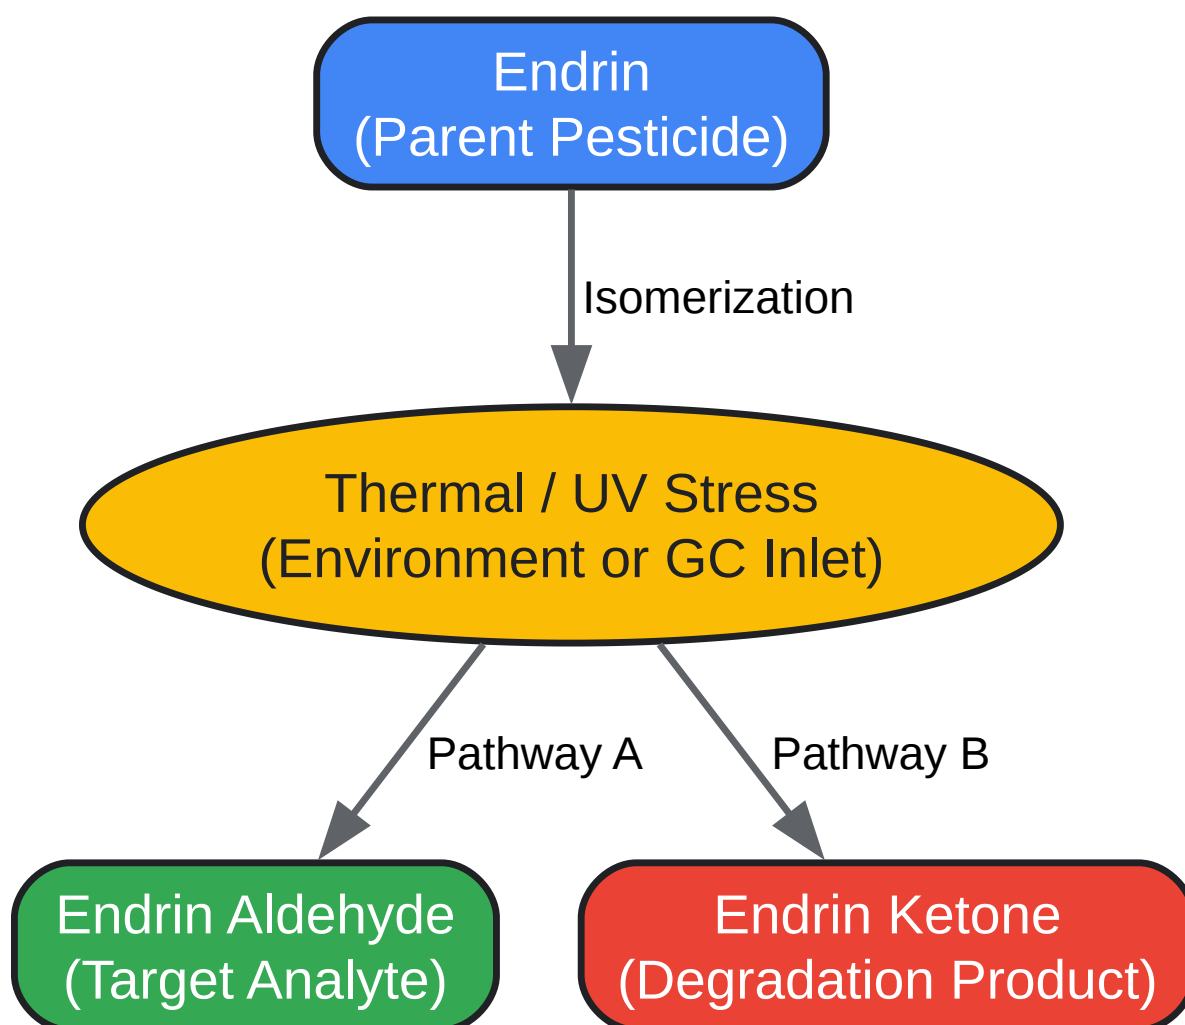 Endrin
(Parent Pesticide)
Isomerization
Thermal / UV Stress
(Environment or GC Inlet)
Pathway A
Pathway B
Endrin Aldehyde
(Target Analyte)
Endrin Ketone
(Degradation Product)